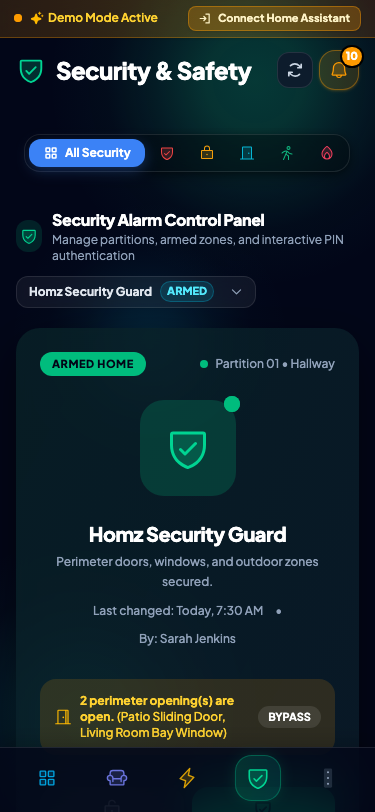 Demo Mode Active
Connect Home Assistant
Security & Safety
10
All Security
Security Alarm Control Panel
Manage partitions, armed zones, and interactive PIN
authentication
Homz Security Guard ARMED
ARMED HOME
Partition 01 • Hallway
Homz Security Guard
Perimeter doors, windows, and outdoor zones
secured.
Last changed: Today, 7:30 AM •
By: Sarah Jenkins
2 perimeter opening(s) are
open. (Patio Sliding Door,
Living Room Bay Window)
BYPASS